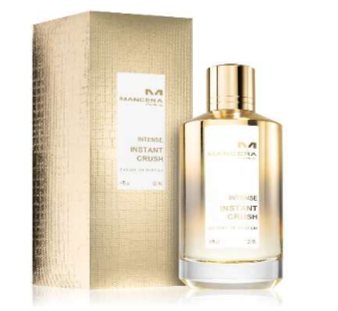 MANCERA
PARIS
INTENSE
INSTANT
CRUSH
MANCERA
PARIS
INTENSE
INSTANT
CRUSH